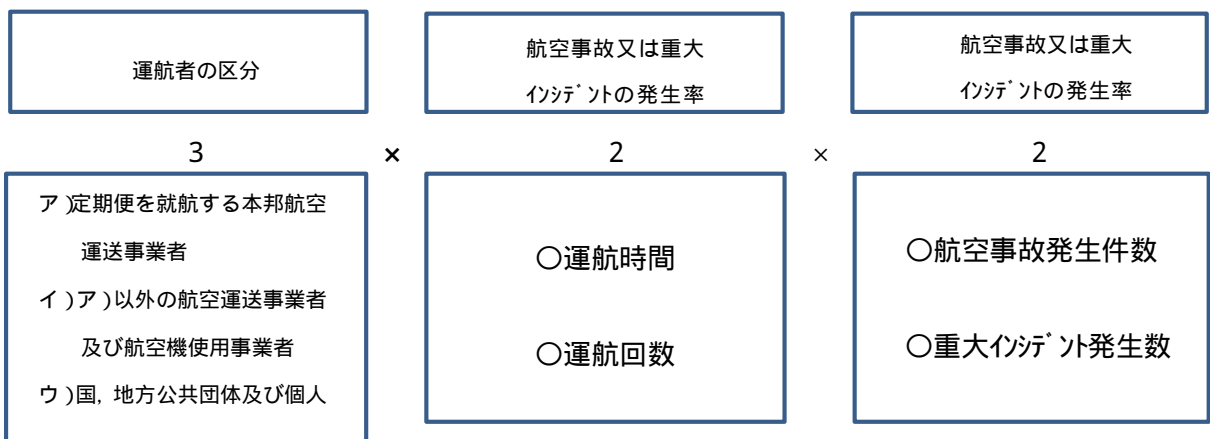 運航者の区分
航空事故又は重大
ｲﾝｼﾃﾞﾝﾄの発生率
航空事故又は重大
ｲﾝｼﾃﾞﾝﾄの発生率
3 × 2 × 2
ア)定期便を就航する本邦航空
運送事業者
イ)ア)以外の航空運送事業者
及び航空機使用事業者
ウ)国, 地方公共団体及び個人
〇運航時間
〇運航回数
〇航空事故発生件数
〇重大ｲﾝｼﾃﾞﾝﾄ発生数